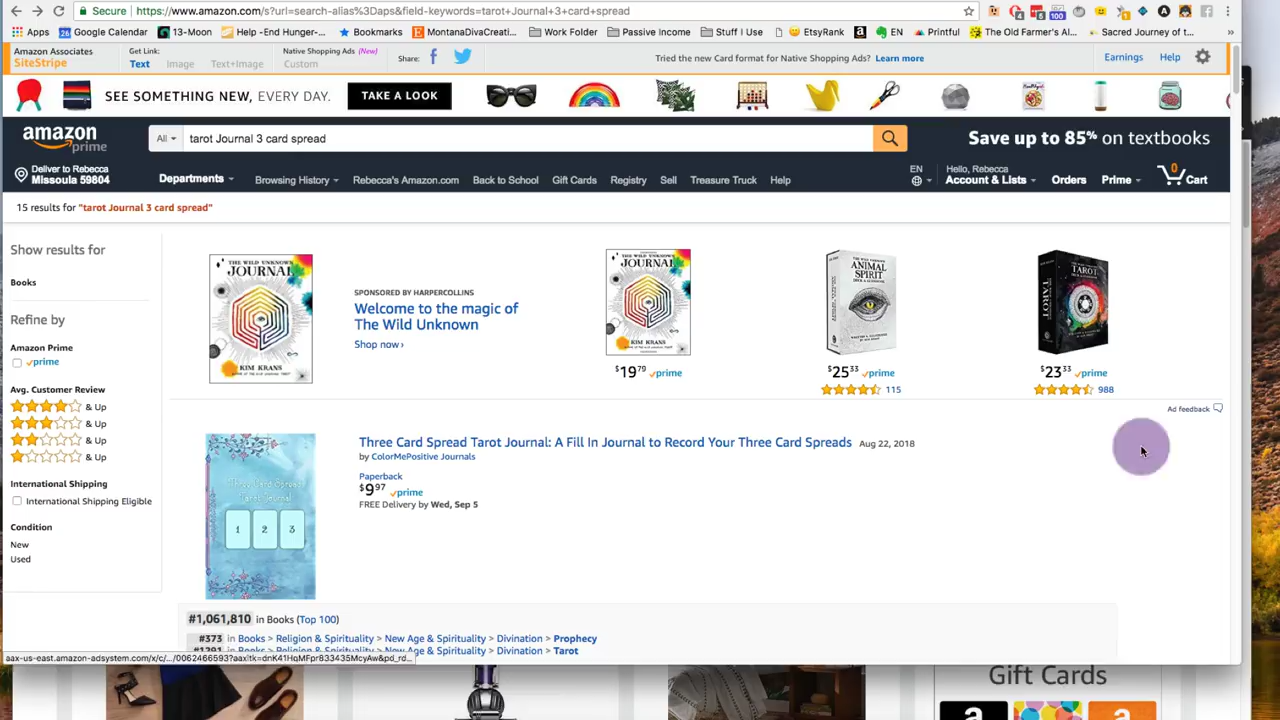 Secure https://www.amazon.com/s?url=search-alias%3Daps&field-keywords=tarot+Journal+3+card+spread
4 6 100 1
Apps Google Calendar 13-Moon Help -End Hunger-... Bookmarks MontanaDivaCreati... Work Folder Passive Income Stuff I Use EtsyRank EN Printful The Old Farmer's Al... Sacred Journey of t... »
Amazon Associates
SiteStripe
Get Link:
Text Image Text+Image
Native Shopping Ads (New)
Custom
Share:
Tried the new Card format for Native Shopping Ads? Learn more
Earnings Help
SEE SOMETHING NEW, EVERY DAY. TAKE A LOOK
amazon
prime
All tarot Journal 3 card spread
Save up to 85% on textbooks
Deliver to Rebecca
Missoula 59804
Departments Browsing History Rebecca's Amazon.com Back to School Gift Cards Registry Sell Treasure Truck Help
EN
Hello, Rebecca
Account & Lists Orders Prime 0 Cart
15 results for "tarot Journal 3 card spread"
Show results for
Books
Refine by
Amazon Prime
prime
Avg. Customer Review
& Up
& Up
& Up
& Up
International Shipping
International Shipping Eligible
Condition
New
Used
THE WILD UNKNOWN
JOURNAL
KIM KRANS
SPONSORED BY HARPERCOLLINS
Welcome to the magic of
The Wild Unknown
Shop now ›
THE WILD UNKNOWN
JOURNAL
KIM KRANS
$19 79 prime
THE WILD UNKNOWN
ANIMAL
SPIRIT
DECK & GUIDEBOOK
$25 33 prime
115
TAROT
TAROT
$23 33 prime
988
Ad feedback
Three Card Spread
Tarot Journal
1 2 3
Three Card Spread Tarot Journal: A Fill In Journal to Record Your Three Card Spreads Aug 22, 2018
by ColorMePositive Journals
Paperback
$9 97 prime
FREE Delivery by Wed, Sep 5
#1,061,810 in Books (Top 100)
#373 in Books > Religion & Spirituality > New Age & Spirituality > Divination > Prophecy
#1291 in Books > Religion & Spirituality > New Age & Spirituality > Divination > Tarot
Gift Cards